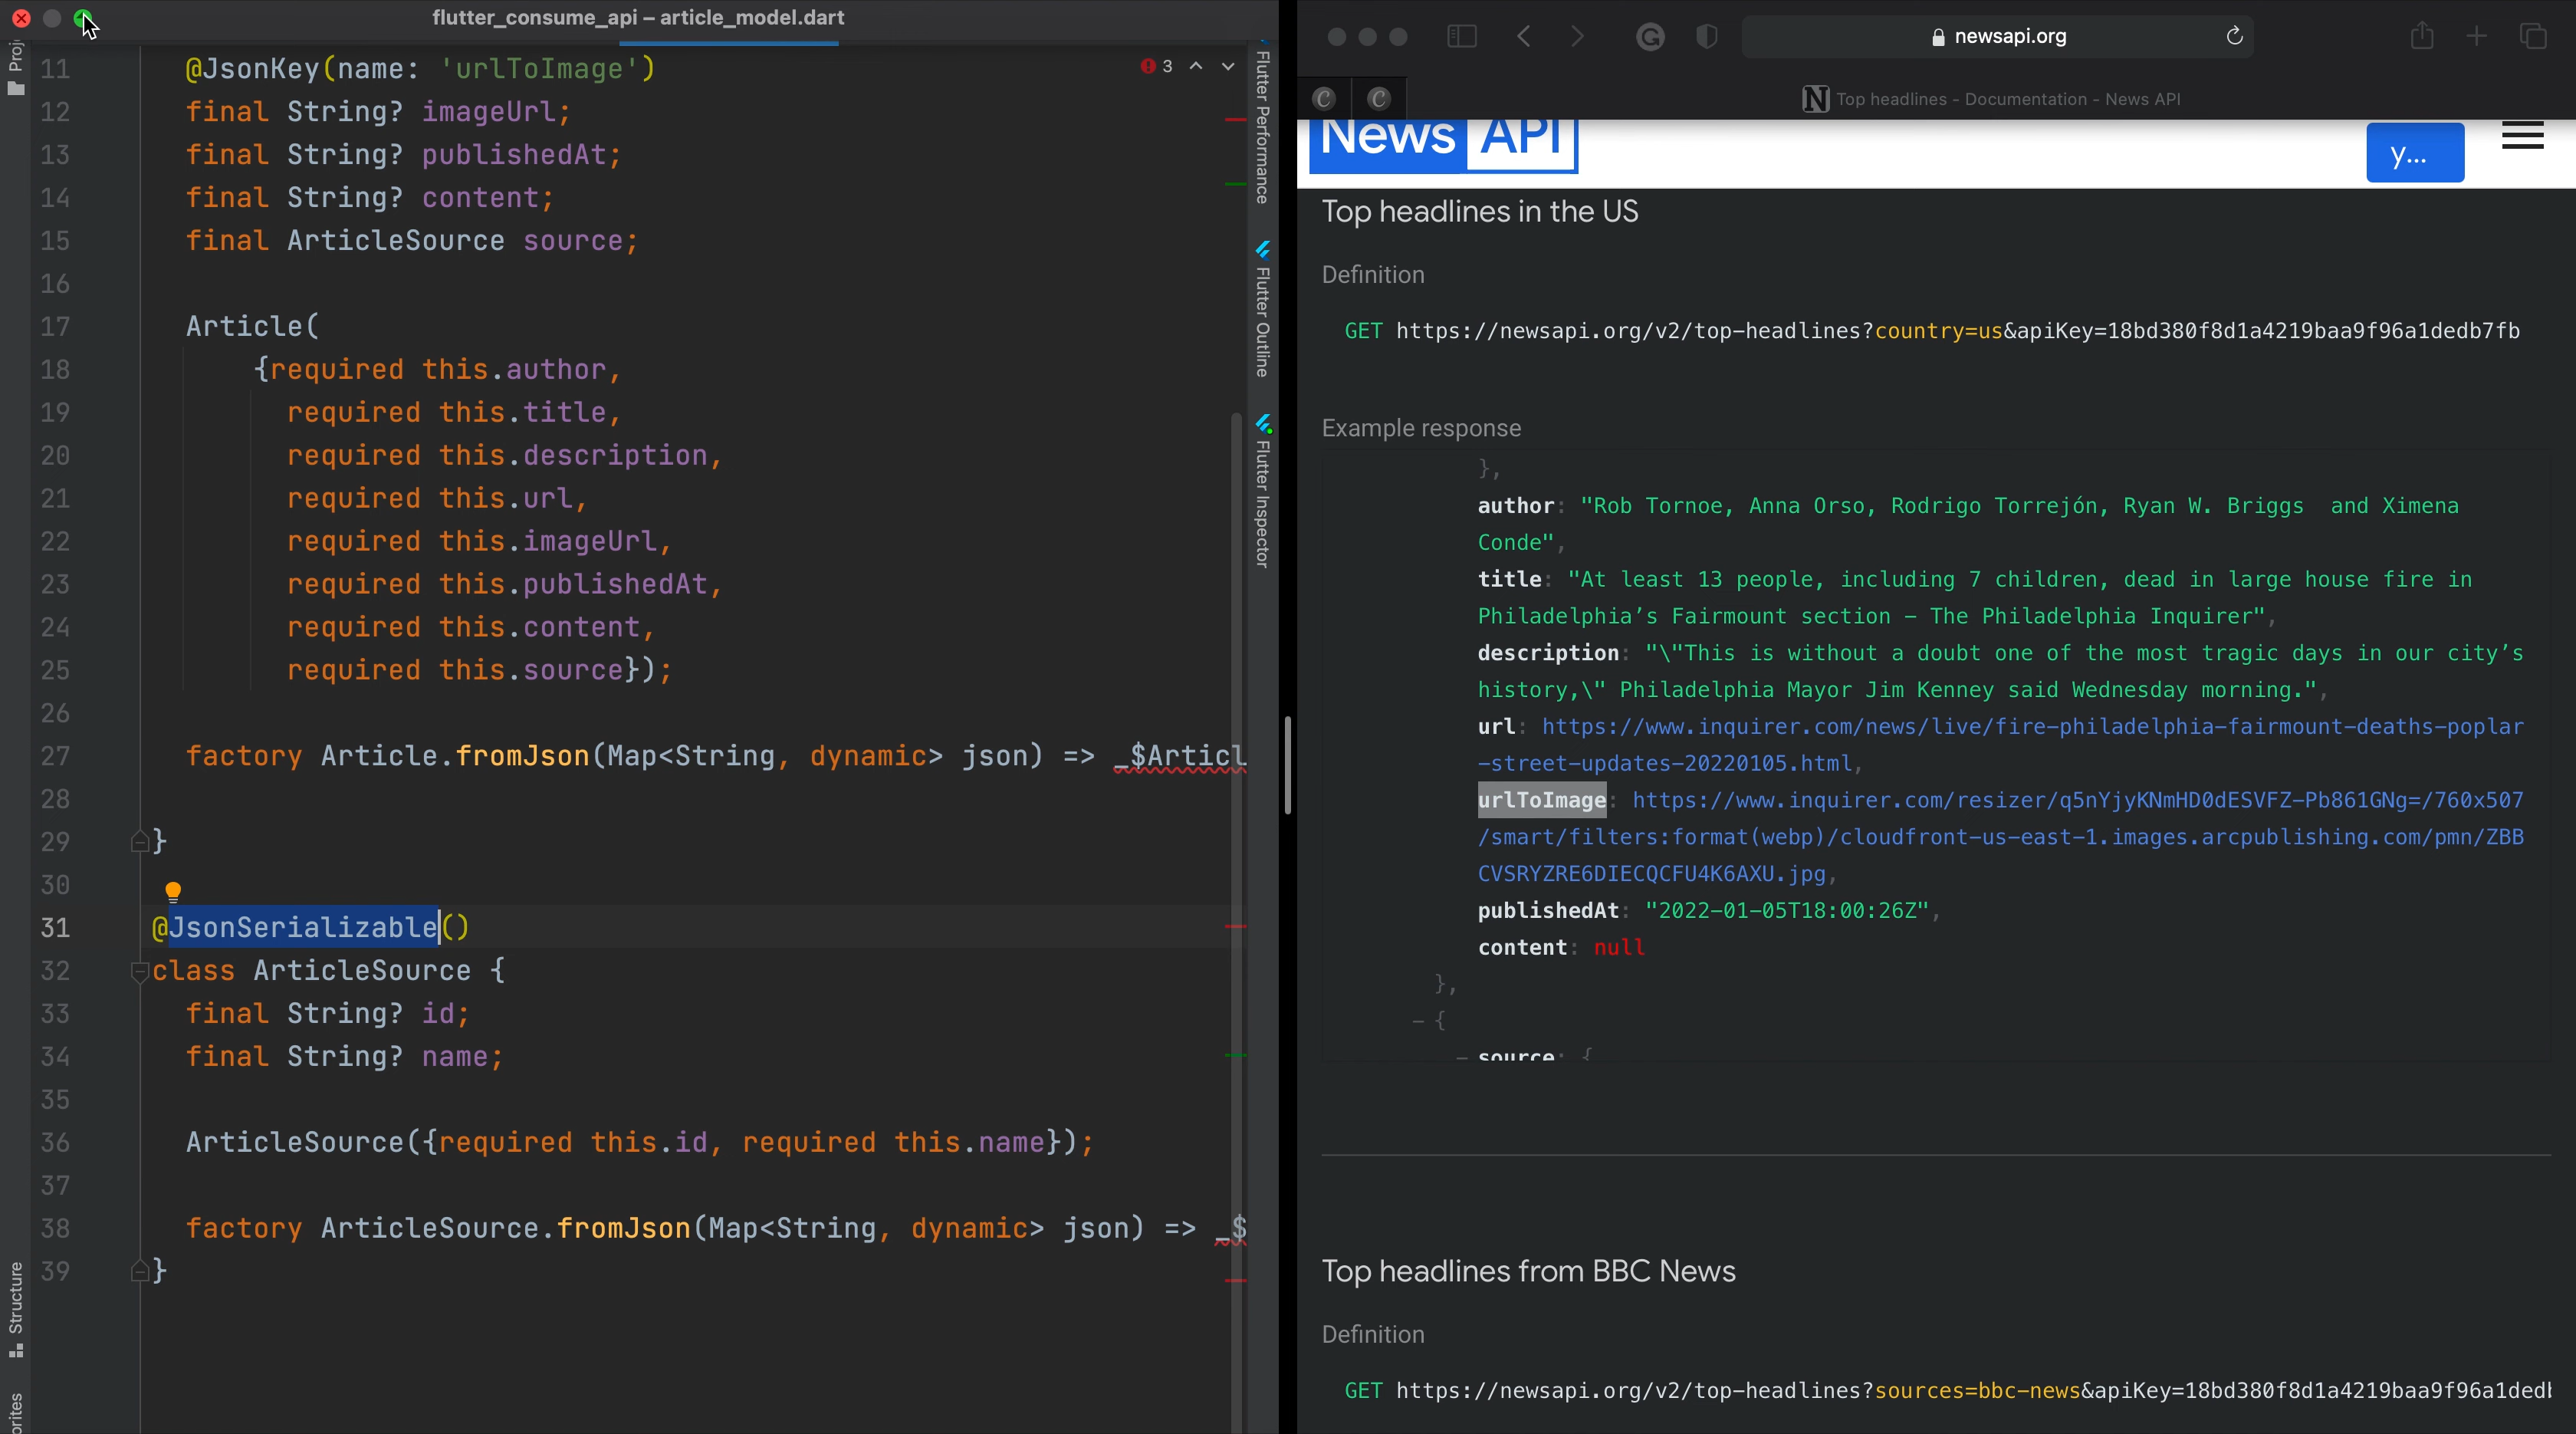 flutter_consume_api – article_model.dart
11 @JsonKey(name: 'urlToImage')
3
12 final String? imageUrl;
13 final String? publishedAt;
14 final String? content;
15 final ArticleSource source;
16
17 Article(
18 {required this.author,
19 required this.title,
20 required this.description,
21 required this.url,
22 required this.imageUrl,
23 required this.publishedAt,
24 required this.content,
25 required this.source});
26
27 factory Article.fromJson(Map<String, dynamic> json) => _$Articl
28
29 }
30
31 @JsonSerializable()
32 class ArticleSource {
33 final String? id;
34 final String? name;
35
36 ArticleSource({required this.id, required this.name});
37
38 factory ArticleSource.fromJson(Map<String, dynamic> json) => _$
39 }
Structure
Flutter Performance
Flutter Outline
Flutter Inspector
newsapi.org
Top headlines - Documentation - News API
News API
y...
Top headlines in the US
Definition
GET https://newsapi.org/v2/top-headlines?country=us&apiKey=18bd380f8d1a4219baa9f96a1dedb7fb
Example response
},
author: "Rob Tornoe, Anna Orso, Rodrigo Torrejón, Ryan W. Briggs  and Ximena
Conde",
title: "At least 13 people, including 7 children, dead in large house fire in
Philadelphia’s Fairmount section – The Philadelphia Inquirer",
description: "\"This is without a doubt one of the most tragic days in our city’s
history,\" Philadelphia Mayor Jim Kenney said Wednesday morning.",
url: https://www.inquirer.com/news/live/fire-philadelphia-fairmount-deaths-poplar
-street-updates-20220105.html,
urlToImage: https://www.inquirer.com/resizer/q5nYjyKNmHD0dESVFZ-Pb861GNg=/760x507
/smart/filters:format(webp)/cloudfront-us-east-1.images.arcpublishing.com/pmn/ZBB
CVSRYZRE6DIECQCFU4K6AXU.jpg,
publishedAt: "2022-01-05T18:00:26Z",
content: null
},
– {
– source: {
Top headlines from BBC News
Definition
GET https://newsapi.org/v2/top-headlines?sources=bbc-news&apiKey=18bd380f8d1a4219baa9f96a1ded